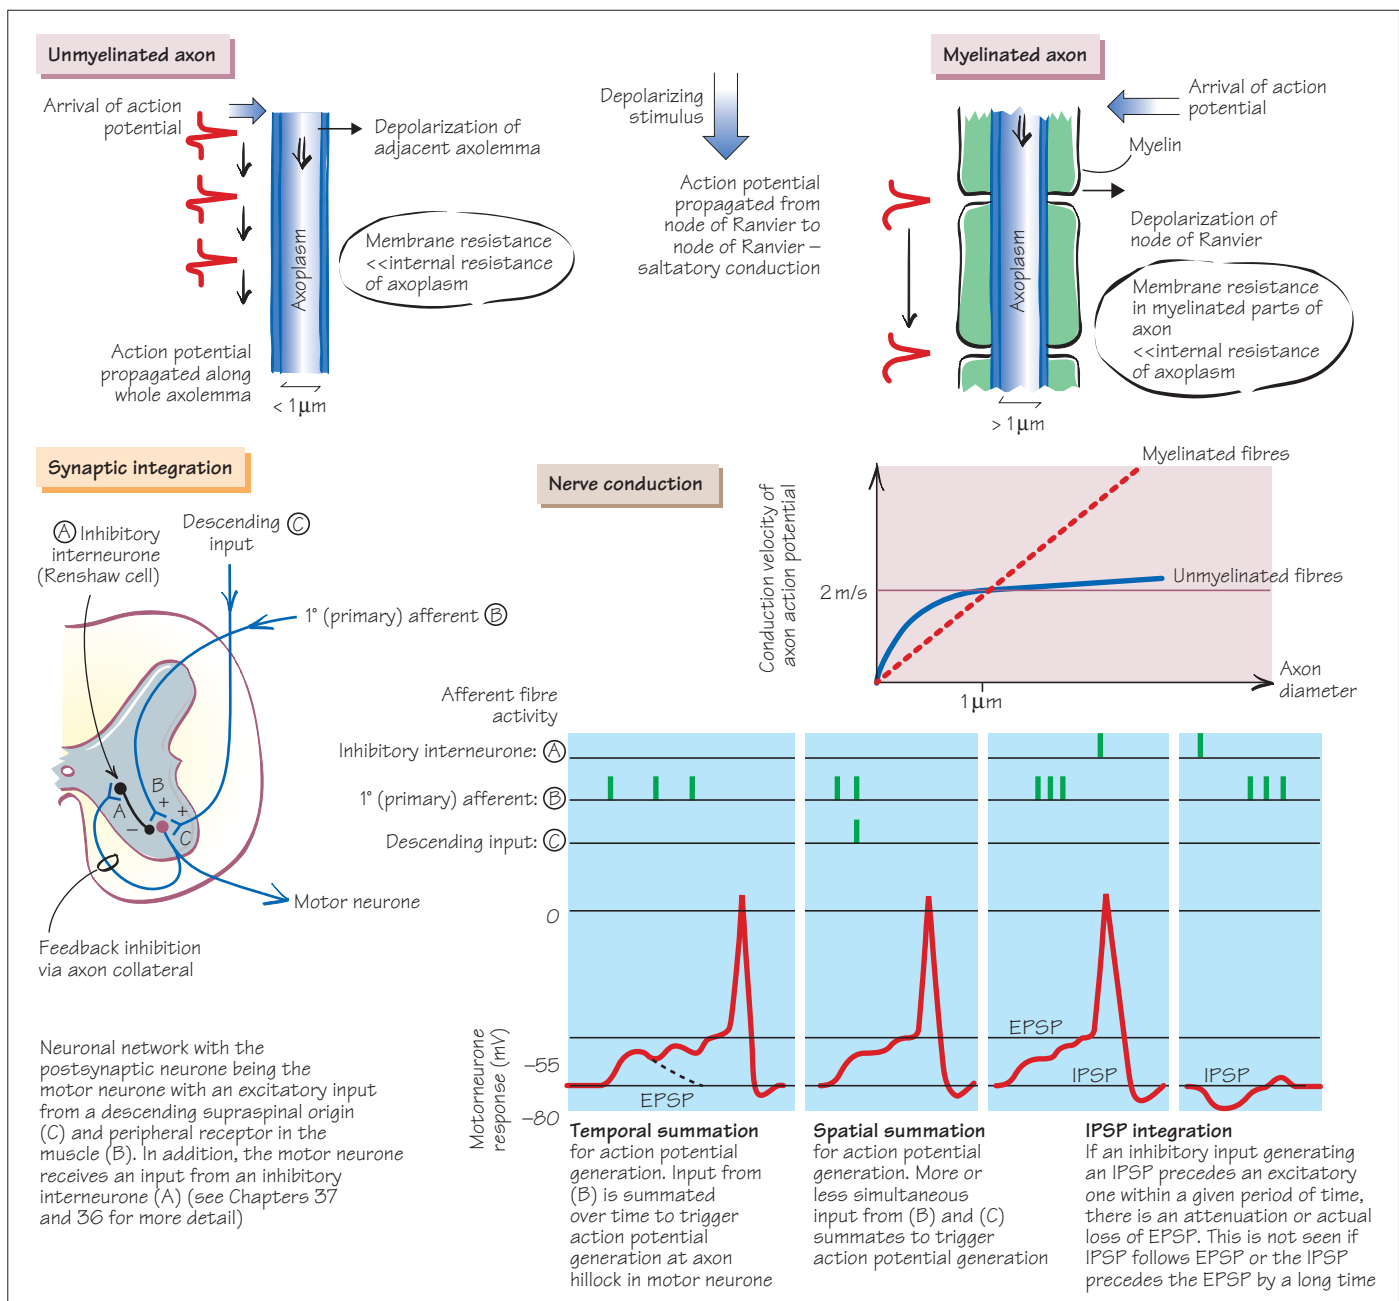 Unmyelinated axon
Arrival of action
potential
Depolarization of
adjacent axolemma
Axoplasm
Membrane resistance
<<internal resistance
of axoplasm
Action potential
propagated along
whole axolemma
< 1μm
Depolarizing
stimulus
Action potential
propagated from
node of Ranvier to
node of Ranvier –
saltatory conduction
Myelinated axon
Arrival of action
potential
Myelin
Axoplasm
Depolarization of
node of Ranvier
Membrane resistance
in myelinated parts of
axon
<<internal resistance
of axoplasm
> 1μm
Synaptic integration
A Inhibitory
interneurone
(Renshaw cell)
Descending C
input
1° (primary) afferent B
B
+
+
A
–
C
Motor neurone
Feedback inhibition
via axon collateral
Neuronal network with the
postsynaptic neurone being the
motor neurone with an excitatory input
from a descending supraspinal origin
(C) and peripheral receptor in the
muscle (B). In addition, the motor neurone
receives an input from an inhibitory
interneurone (A) (see Chapters 37
and 36 for more detail)
Nerve conduction
Conduction velocity of
axon action potential
Myelinated fibres
2 m/s
Unmyelinated fibres
1μm
Axon
diameter
Afferent fibre
activity
Inhibitory interneurone: A
1° (primary) afferent: B
Descending input: C
0
Motorneurone
response (mV)
–55
–80
EPSP
EPSP
IPSP
IPSP
Temporal summation
for action potential
generation. Input from
(B) is summated
over time to trigger
action potential
generation at axon
hillock in motor neurone
Spatial summation
for action potential
generation. More or
less simultaneous
input from (B) and (C)
summates to trigger
action potential generation
IPSP integration
If an inhibitory input generating
an IPSP precedes an excitatory
one within a given period of time,
there is an attenuation or actual
loss of EPSP. This is not seen if
IPSP follows EPSP or the IPSP
precedes the EPSP by a long time